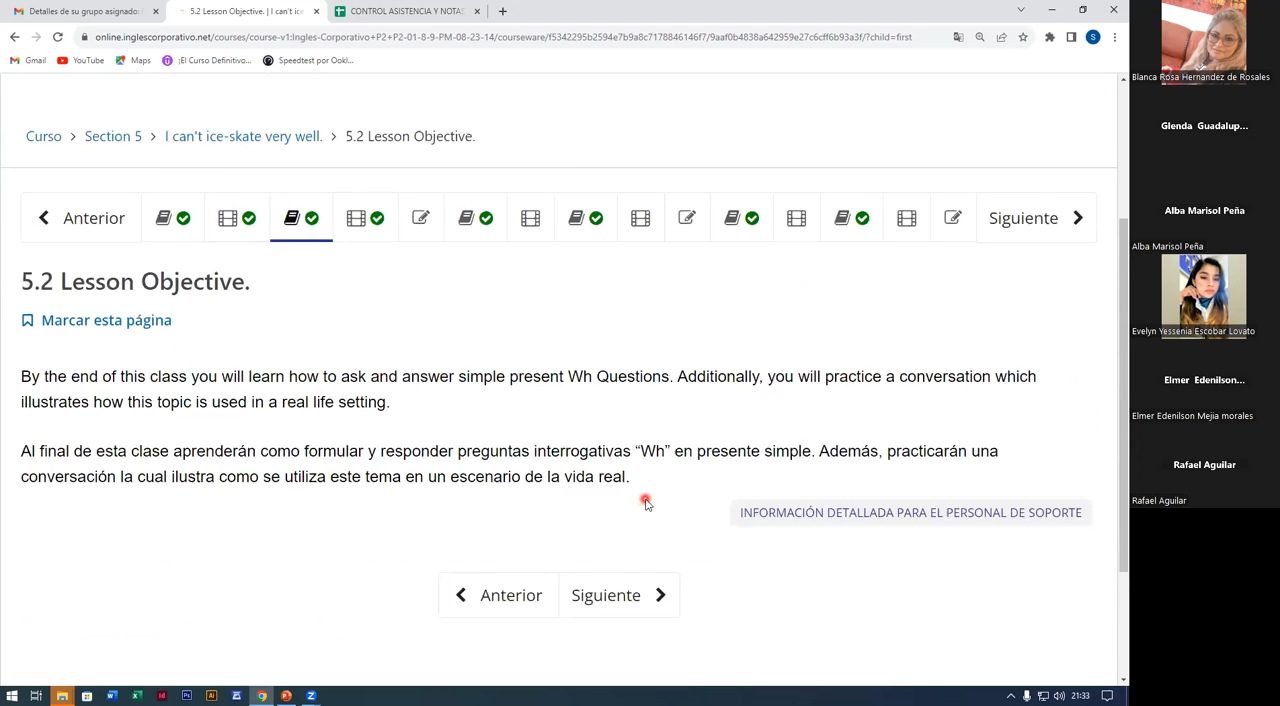 Detalles de su grupo asignado:
5.2 Lesson Objective. | I can't ice
CONTROL ASISTENCIA Y NOTAS
online.inglescorporativo.net/courses/course-v1:Ingles-Corporativo+P2+P2-01-8-9-PM-08-23-14/courseware/f5342295b2594e7b9a8c7178846146f7/9aaf0b4838a642959e27c6cff6b93a3f/?child=first
S
Gmail
YouTube
Maps
¡El Curso Definitivo...
Speedtest por Ookl...
Curso > Section 5 > I can't ice-skate very well. > 5.2 Lesson Objective.
Anterior
Siguiente
5.2 Lesson Objective.
Marcar esta página
By the end of this class you will learn how to ask and answer simple present Wh Questions. Additionally, you will practice a conversation which
illustrates how this topic is used in a real life setting.
Al final de esta clase aprenderán como formular y responder preguntas interrogativas “Wh” en presente simple. Además, practicarán una
conversación la cual ilustra como se utiliza este tema en un escenario de la vida real.
INFORMACIÓN DETALLADA PARA EL PERSONAL DE SOPORTE
Anterior
Siguiente
21:33
Blanca Rosa Hernandez de Rosales
Glenda Guadalup...
Alba Marisol Peña
Alba Marisol Peña
Evelyn Yessenia Escobar Lovato
Elmer Edenilson...
Elmer Edenilson Mejia morales
Rafael Aguilar
Rafael Aguilar